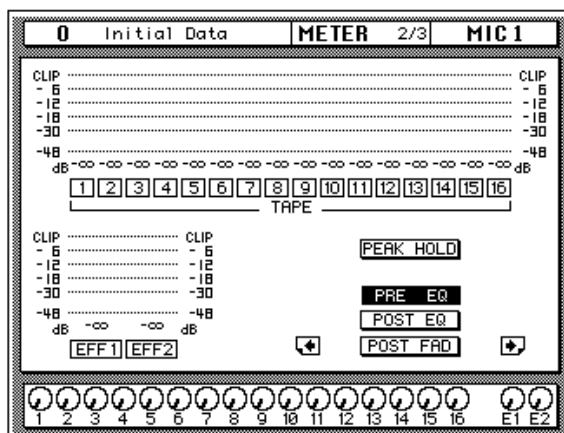 0 Initial Data METER 2/3 MIC 1
CLIP CLIP
- 6 - 6
-12 -12
-18 -18
-30 -30
-48 -48
dB -∞ -∞ -∞ -∞ -∞ -∞ -∞ -∞ -∞ -∞ -∞ -∞ -∞ -∞ -∞ -∞ dB
1 2 3 4 5 6 7 8 9 10 11 12 13 14 15 16
TAPE
CLIP CLIP
- 6 - 6
-12 -12
-18 -18
-30 -30
-48 -48
dB -∞ -∞ dB
EFF1 EFF2
PEAK HOLD
PRE EQ
POST EQ
POST FAD
1 2 3 4 5 6 7 8 9 10 11 12 13 14 15 16 E1 E2